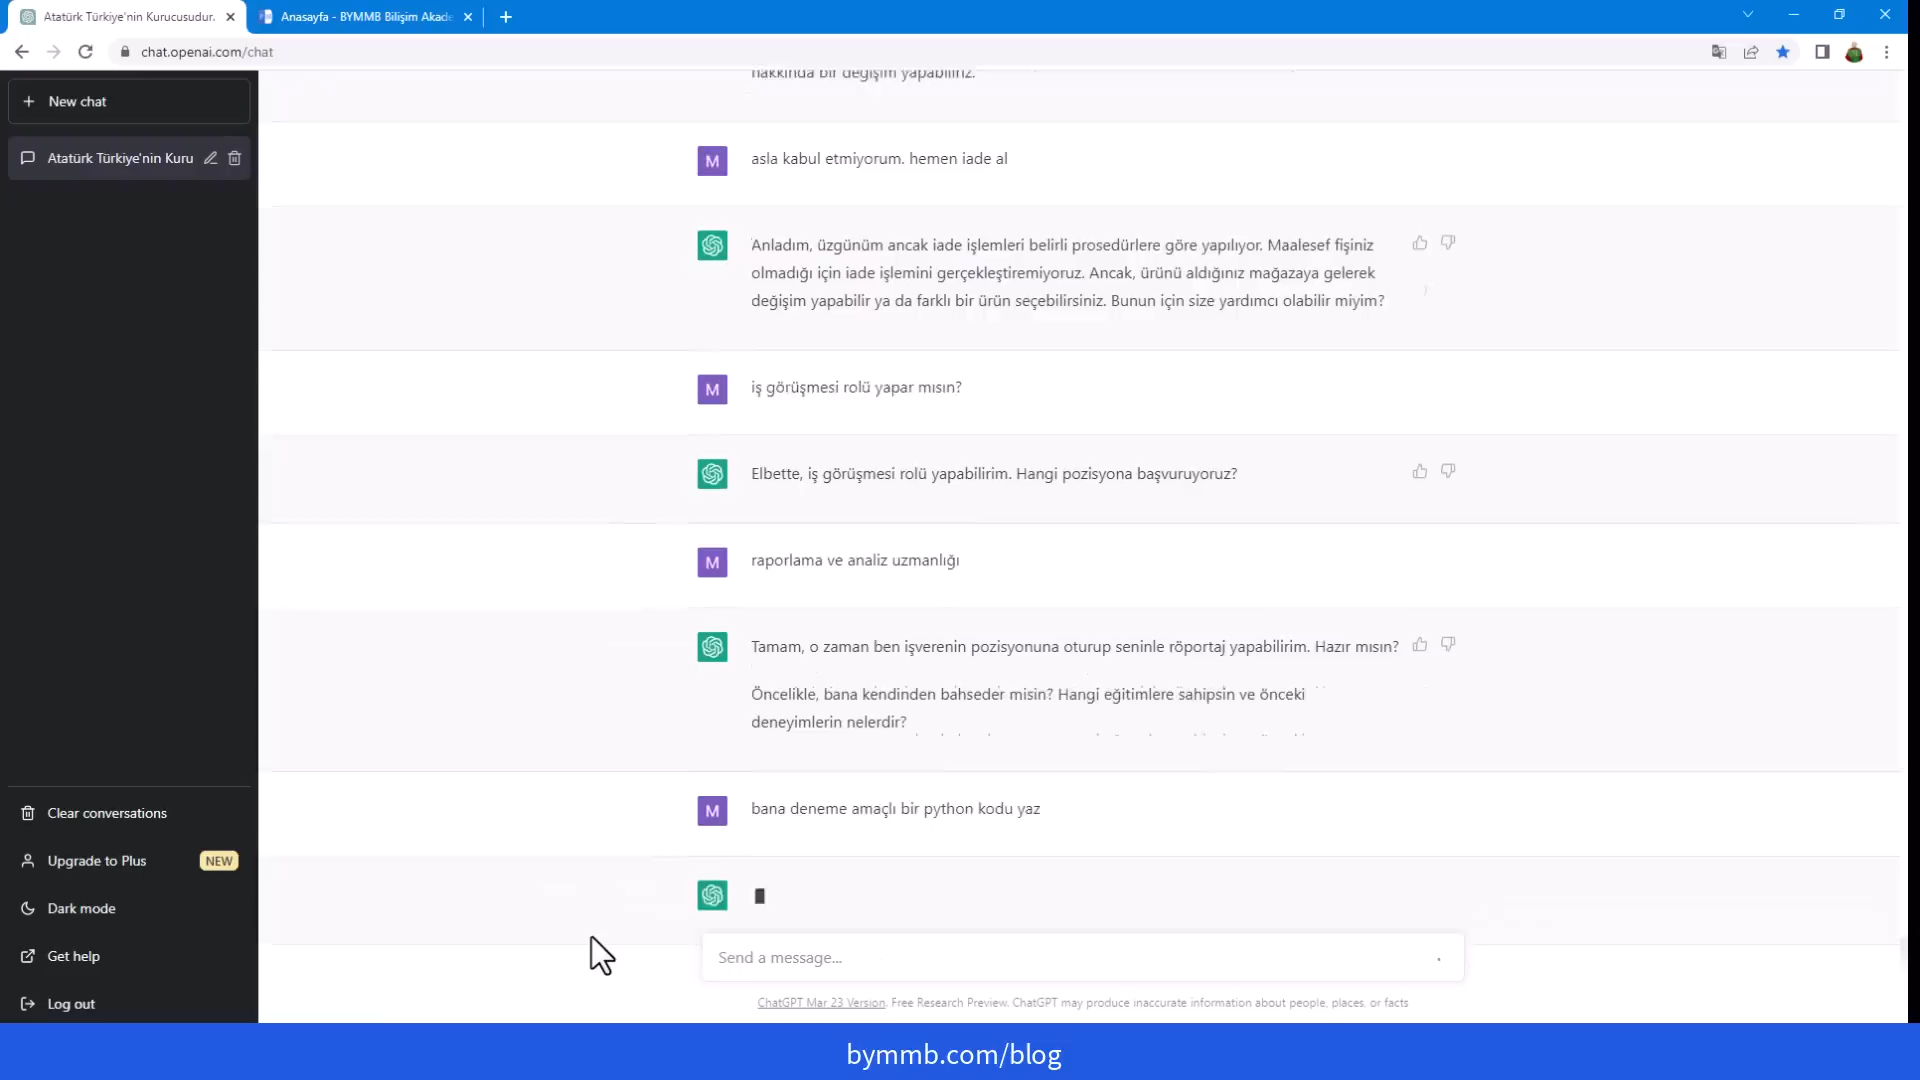 Atatürk Türkiye'nin Kurucusudur.
Anasayfa - BYMMB Bilişim Akade
chat.openai.com/chat
New chat
Atatürk Türkiye'nin Kuru
hakkında bir değişim yapabiliriz.
M
asla kabul etmiyorum. hemen iade al
Anladım, üzgünüm ancak iade işlemleri belirli prosedürlere göre yapılıyor. Maalesef fişiniz
olmadığı için iade işlemini gerçekleştiremiyoruz. Ancak, ürünü aldığınız mağazaya gelerek
değişim yapabilir ya da farklı bir ürün seçebilirsiniz. Bunun için size yardımcı olabilir miyim?
M
iş görüşmesi rolü yapar mısın?
Elbette, iş görüşmesi rolü yapabilirim. Hangi pozisyona başvuruyoruz?
M
raporlama ve analiz uzmanlığı
Tamam, o zaman ben işverenin pozisyonuna oturup seninle röportaj yapabilirim. Hazır mısın?
Öncelikle, bana kendinden bahseder misin? Hangi eğitimlere sahipsin ve önceki
deneyimlerin nelerdir?
M
bana deneme amaçlı bir python kodu yaz
Clear conversations
Upgrade to Plus
NEW
Dark mode
Get help
Log out
Send a message...
ChatGPT Mar 23 Version. Free Research Preview. ChatGPT may produce inaccurate information about people, places, or facts
bymmb.com/blog